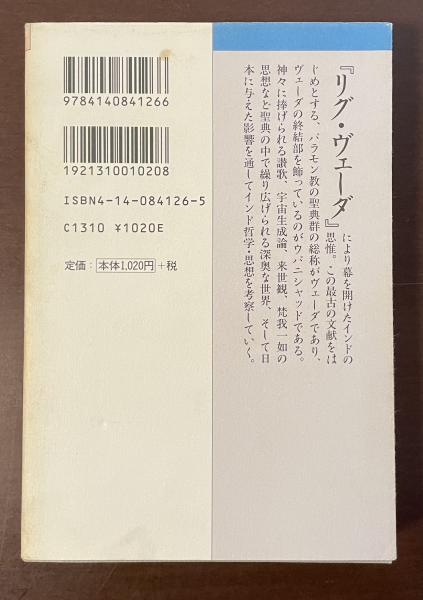 『リグ・ヴェーダ』により幕を開けたインドの
思惟。この最古の文献をは
じめとする、バラモン教の聖典群の総称がヴェーダであり、
ヴェーダの終結部を飾っているのがウパニシャッドである。
神々に捧げられる讃歌、宇宙生成論、来世観、梵我一如の
思想など聖典の中で繰り広げられる深奥な世界、そして日
本に与えた影響を通してインド哲学・思想を考察していく。
9784140841266
1921310010208
ISBN4-14-084126-5
C1310 ¥1020E
定価：本体1,020円+税